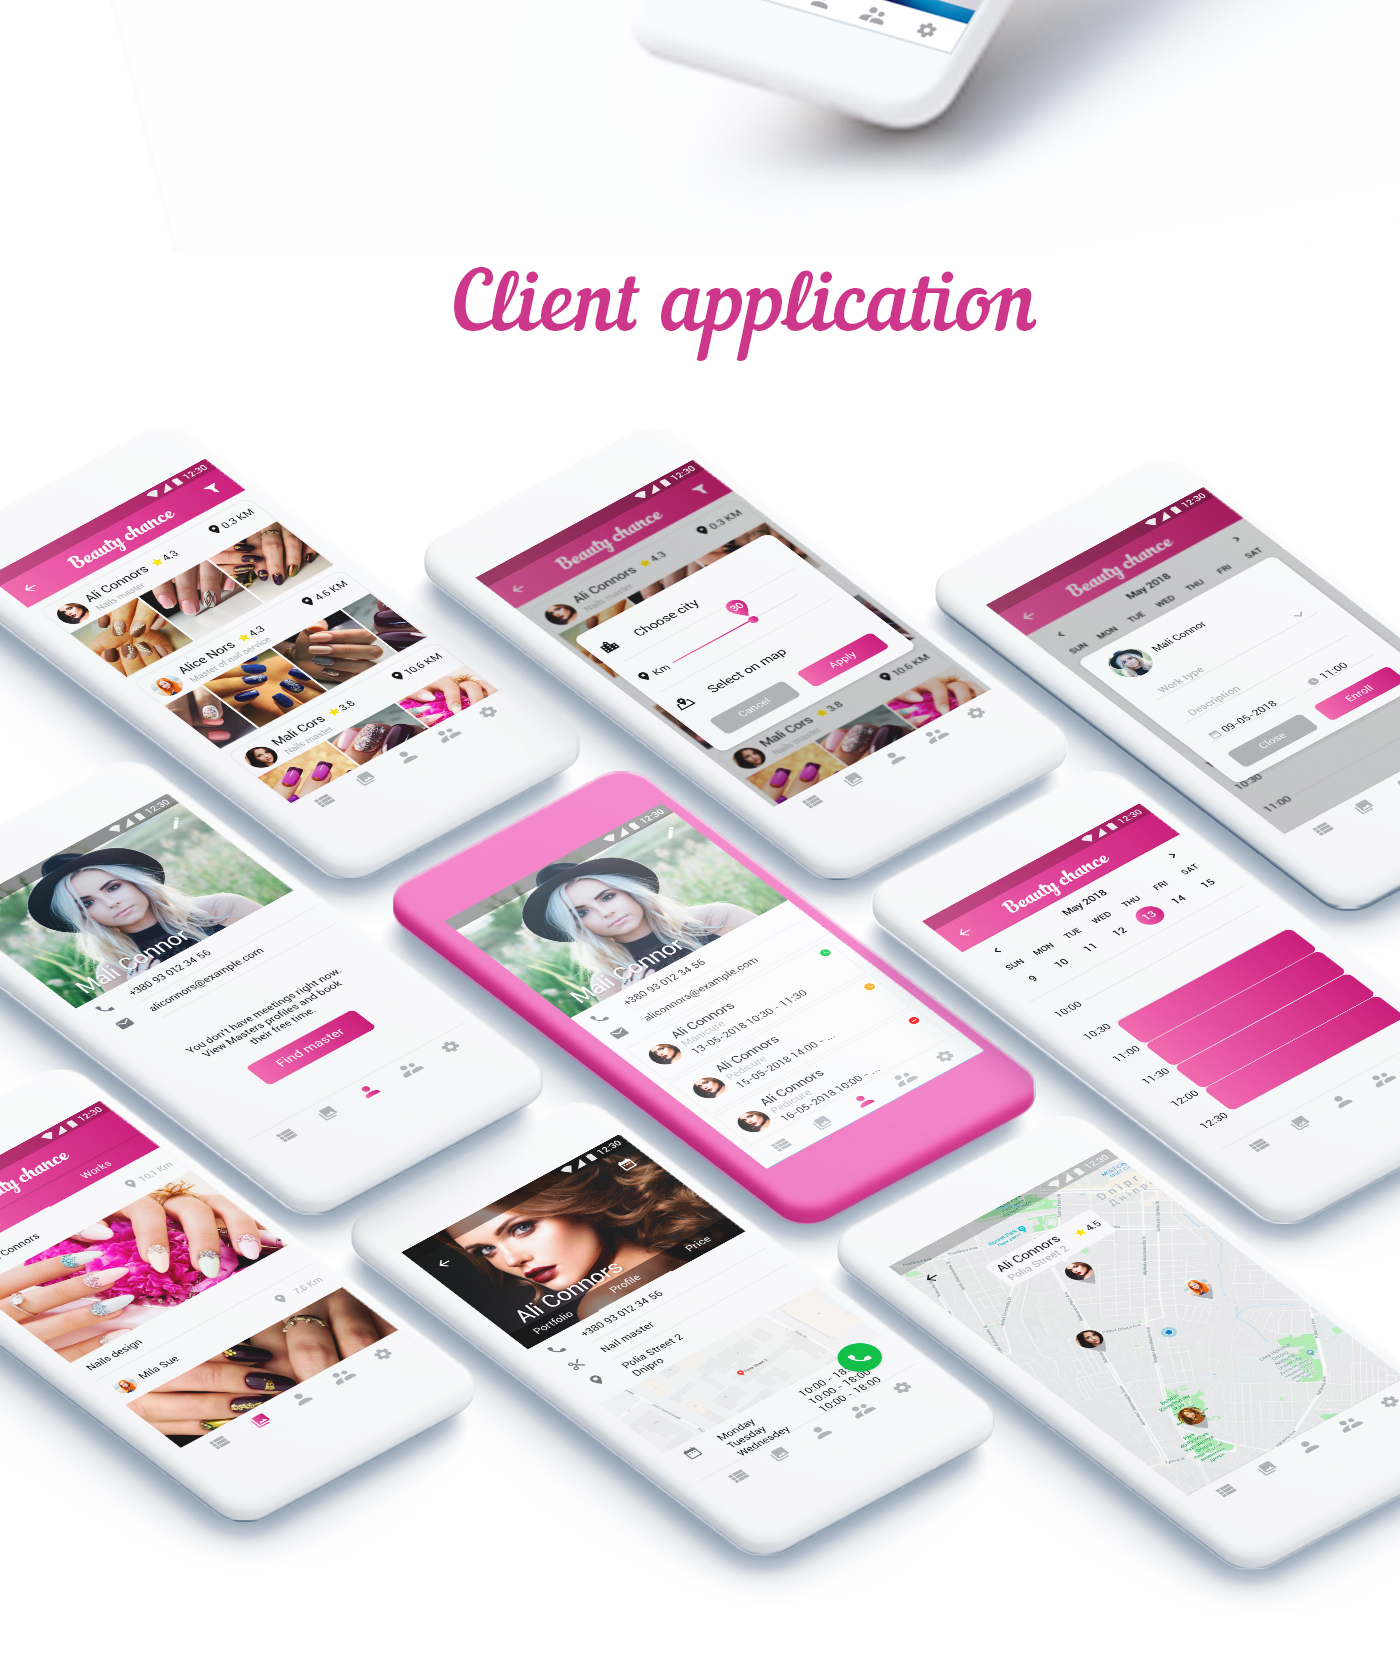 Client application
12:30
Beauty chance
Ali Connors
4.3
Nails master
0.3 KM
Alice Nors
4.3
Master of nail service
4.6 KM
Mali Cors
3.8
Nails master
10.6 KM
12:30
Beauty chance
Ali Connors
4.3
Nails master
0.3 KM
Choose city
30
Km
Select on map
Cancel
Apply
10.6 KM
Mali Cors
3.8
Nails master
12:30
Beauty chance
May 2018
SUN MON TUE WED THU FRI SAT
Mali Connor
Work type
Description
09-05-2018
11:00
Close
Enroll
10:30
11:00
12:30
Mali Connor
+380 93 012 34 56
aliconnors@example.com
You don't have meetings right now.
View Masters profiles and book
their free time.
Find master
12:30
Mali Connor
+380 93 012 34 56
aliconnors@example.com
Ali Connors
Manicure
13-05-2018 10:30 - 11:30
Ali Connors
Pedicure
15-05-2018 14:00 - ...
Ali Connors
Pedicure
16-05-2018 10:00 - ...
12:30
Beauty chance
May 2018
SUN MON TUE WED THU FRI SAT
9 10 11 12 13 14 15
10:00
10:30
11:00
11:30
12:00
12:30
12:30
uty chance
Works
Connors
10,1 Km
Nails design
7,6 Km
Mila Sue
12:30
Ali Connors
Portfolio
Profile
Price
+380 93 012 34 56
Nail master
Polia Street 2
Dnipro
Polia Street 2
Monday
Tuesday
Wednesdey
10:00 - 18
10:00 - 18:00
10:00 - 18:00
12:30
Dnipr
Дніпр
Ali Connors
4.5
Polia Street 2